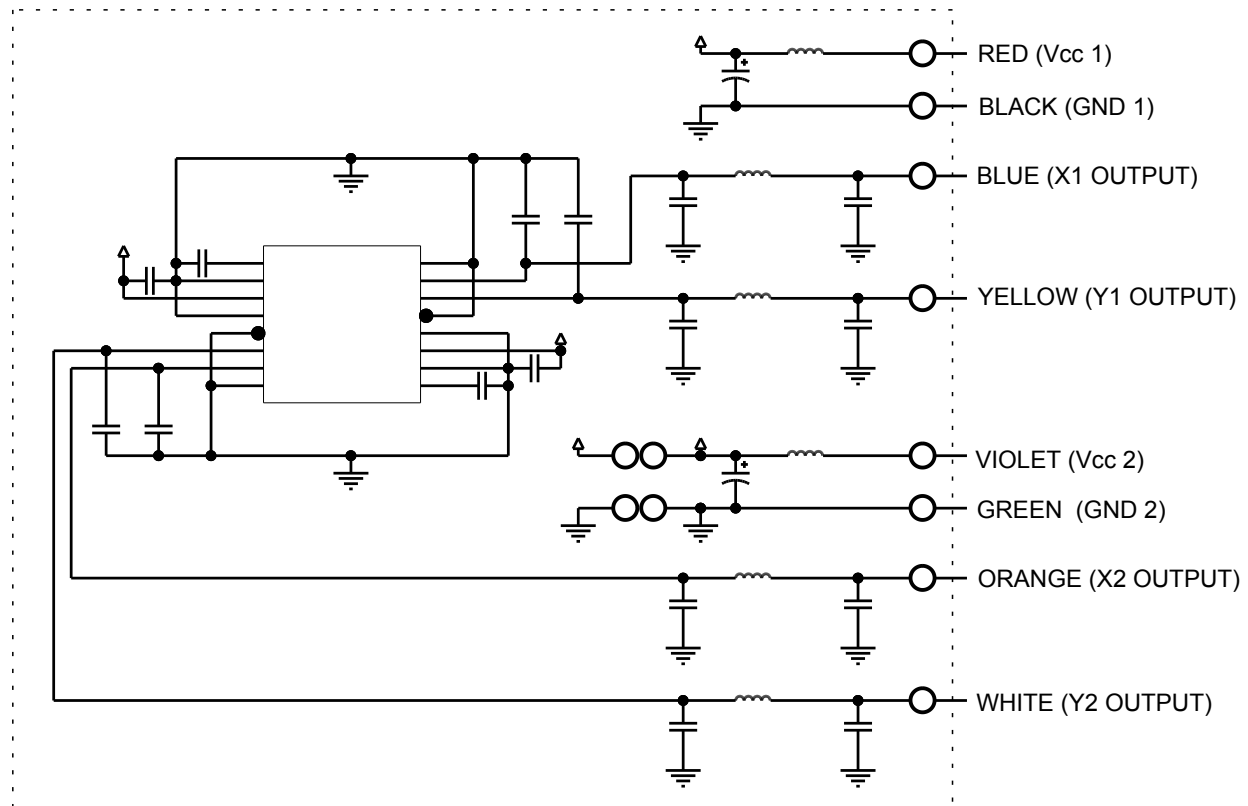 RED (Vcc 1)
BLACK (GND 1)
BLUE (X1 OUTPUT)
YELLOW (Y1 OUTPUT)
VIOLET (Vcc 2)
GREEN (GND 2)
ORANGE (X2 OUTPUT)
WHITE (Y2 OUTPUT)